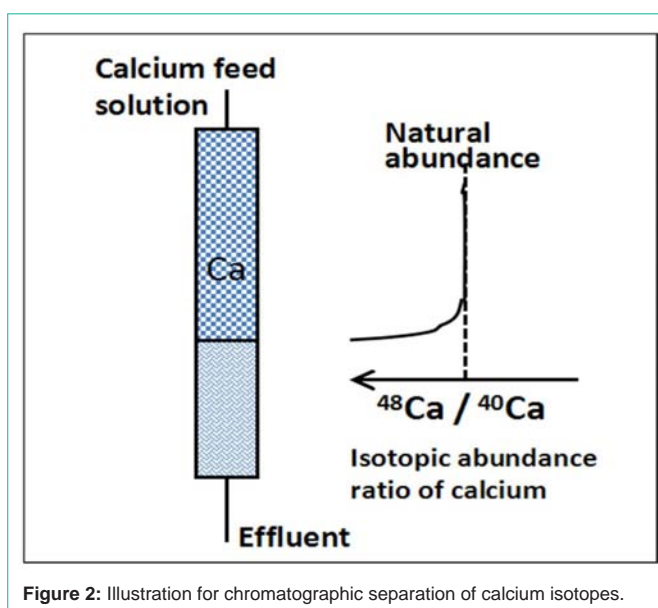 Calcium feed
solution
Natural
abundance
Ca
⁴⁸Ca / ⁴⁰Ca
Isotopic abundance
ratio of calcium
Effluent
Figure 2: Illustration for chromatographic separation of calcium isotopes.